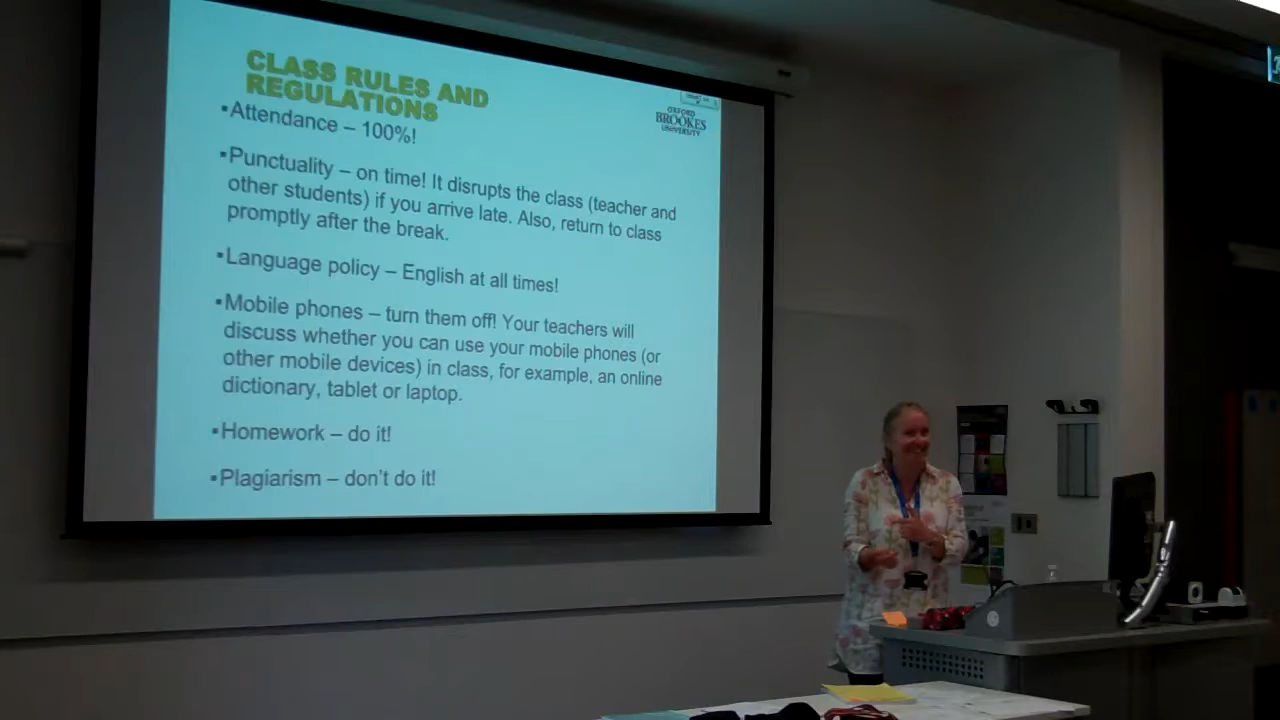 CLASS RULES AND
REGULATIONS
▪Attendance – 100%!
▪Punctuality – on time! It disrupts the class (teacher and
other students) if you arrive late. Also, return to class
promptly after the break.
▪Language policy – English at all times!
▪Mobile phones – turn them off! Your teachers will
discuss whether you can use your mobile phones (or
other mobile devices) in class, for example, an online
dictionary, tablet or laptop.
▪Homework – do it!
▪Plagiarism – don't do it!
OXFORD
BROOKES
UNIVERSITY